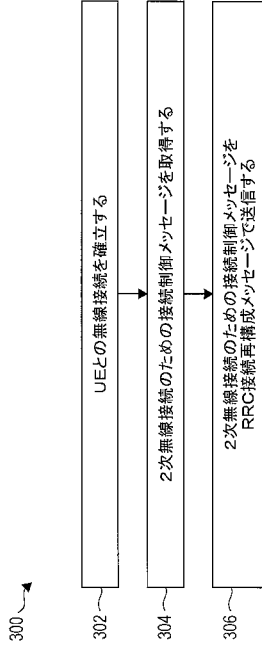 300
302
UEとの無線接続を確立する
304
2次無線接続のための接続制御メッセージを取得する
306
2次無線接続のための接続制御メッセージを
RRC接続再構成メッセージで送信する